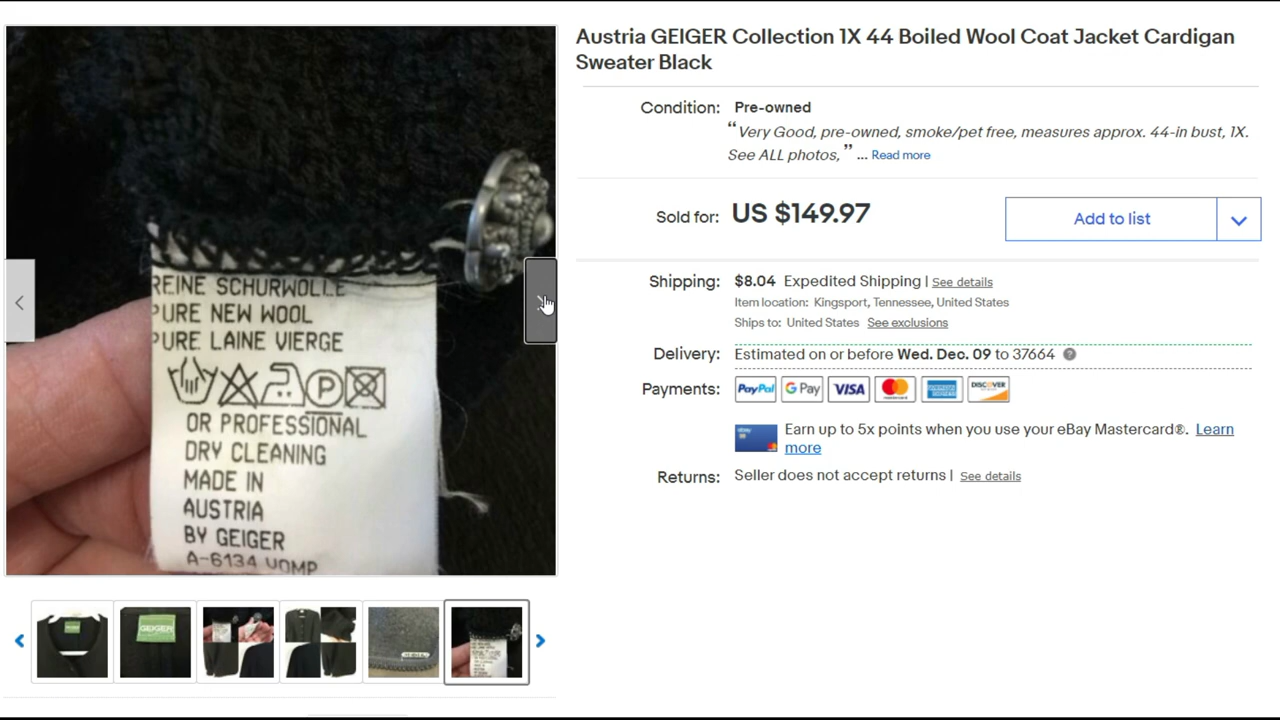 Austria GEIGER Collection 1X 44 Boiled Wool Coat Jacket Cardigan
Sweater Black
Condition: Pre-owned
“Very Good, pre-owned, smoke/pet free, measures approx. 44-in bust, 1X.
See ALL photos,” ... Read more
Sold for: US $149.97
Add to list
Shipping: $8.04 Expedited Shipping | See details
Item location: Kingsport, Tennessee, United States
Ships to: United States See exclusions
Delivery: Estimated on or before Wed. Dec. 09 to 37664 ?
Payments: PayPal G Pay VISA mastercard DISCOVER
Earn up to 5x points when you use your eBay Mastercard®. Learn
more
Returns: Seller does not accept returns | See details
REINE SCHURWOLLE
PURE NEW WOOL
PURE LAINE VIERGE
P
OR PROFESSIONAL
DRY CLEANING
MADE IN
AUSTRIA
BY GEIGER
A-6134 VOMP
GEIGER